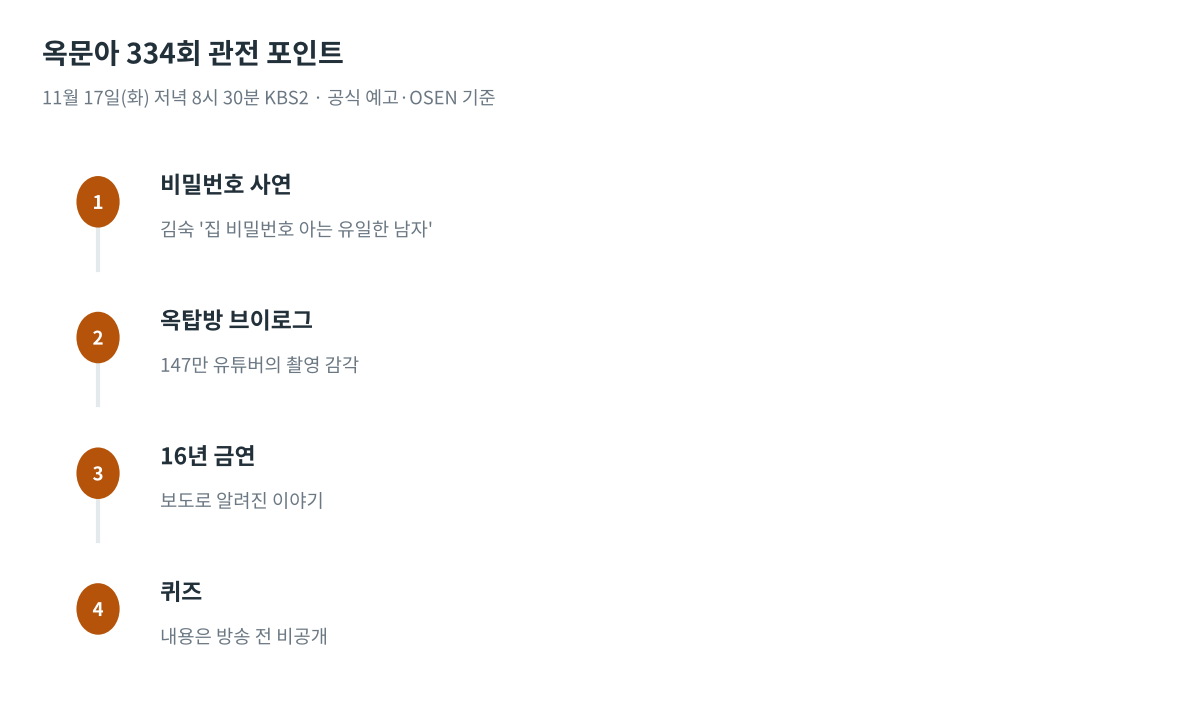 옥문아 334회 관전 포인트
11월 17일(화) 저녁 8시 30분 KBS2 · 공식 예고·OSEN 기준
1
비밀번호 사연
김숙 '집 비밀번호 아는 유일한 남자'
2
옥탑방 브이로그
147만 유튜버의 촬영 감각
3
16년 금연
보도로 알려진 이야기
4
퀴즈
내용은 방송 전 비공개